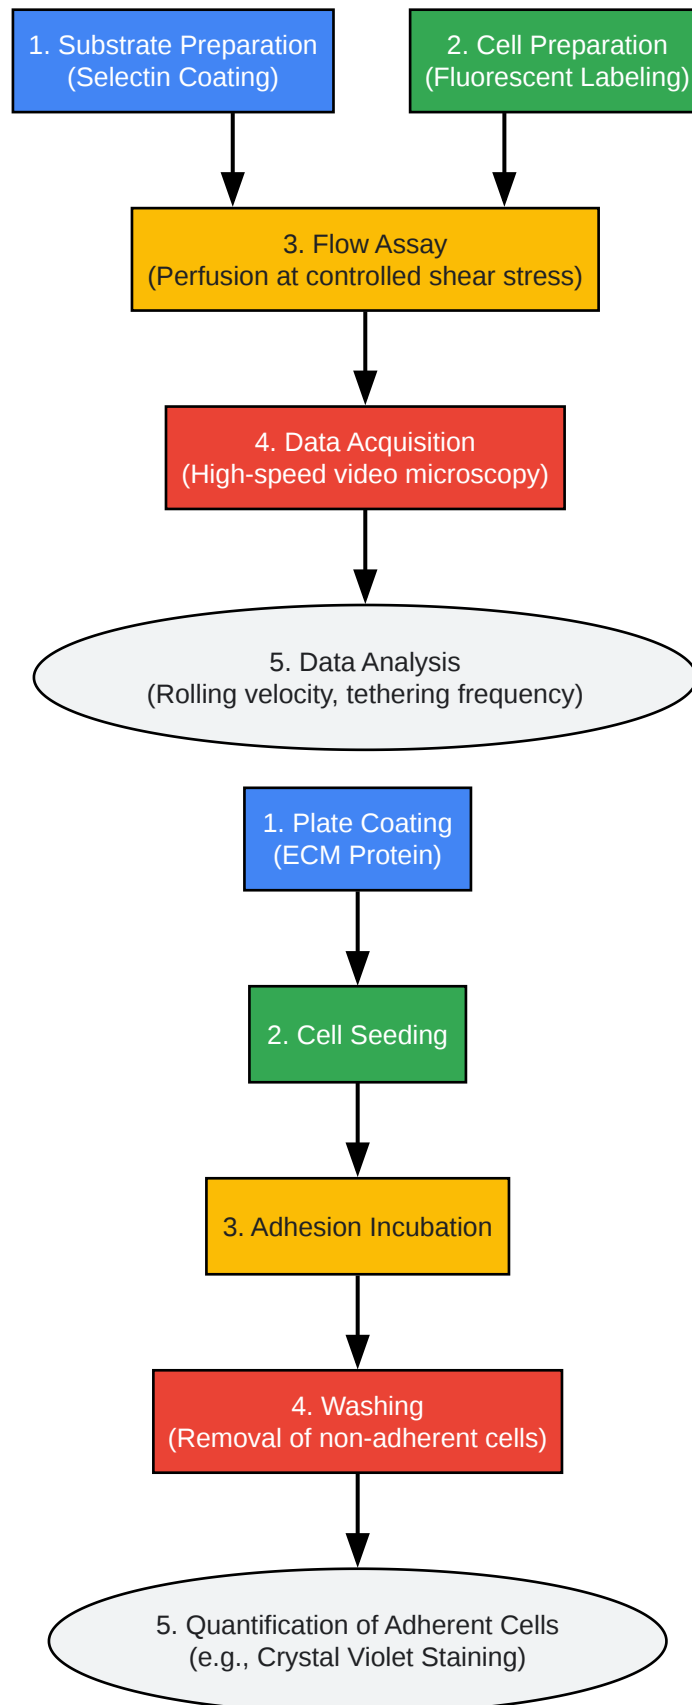 1. Substrate Preparation
(Selectin Coating)
2. Cell Preparation
(Fluorescent Labeling)
3. Flow Assay
(Perfusion at controlled shear stress)
4. Data Acquisition
(High-speed video microscopy)
5. Data Analysis
(Rolling velocity, tethering frequency)
1. Plate Coating
(ECM Protein)
2. Cell Seeding
3. Adhesion Incubation
4. Washing
(Removal of non-adherent cells)
5. Quantification of Adherent Cells
(e.g., Crystal Violet Staining)